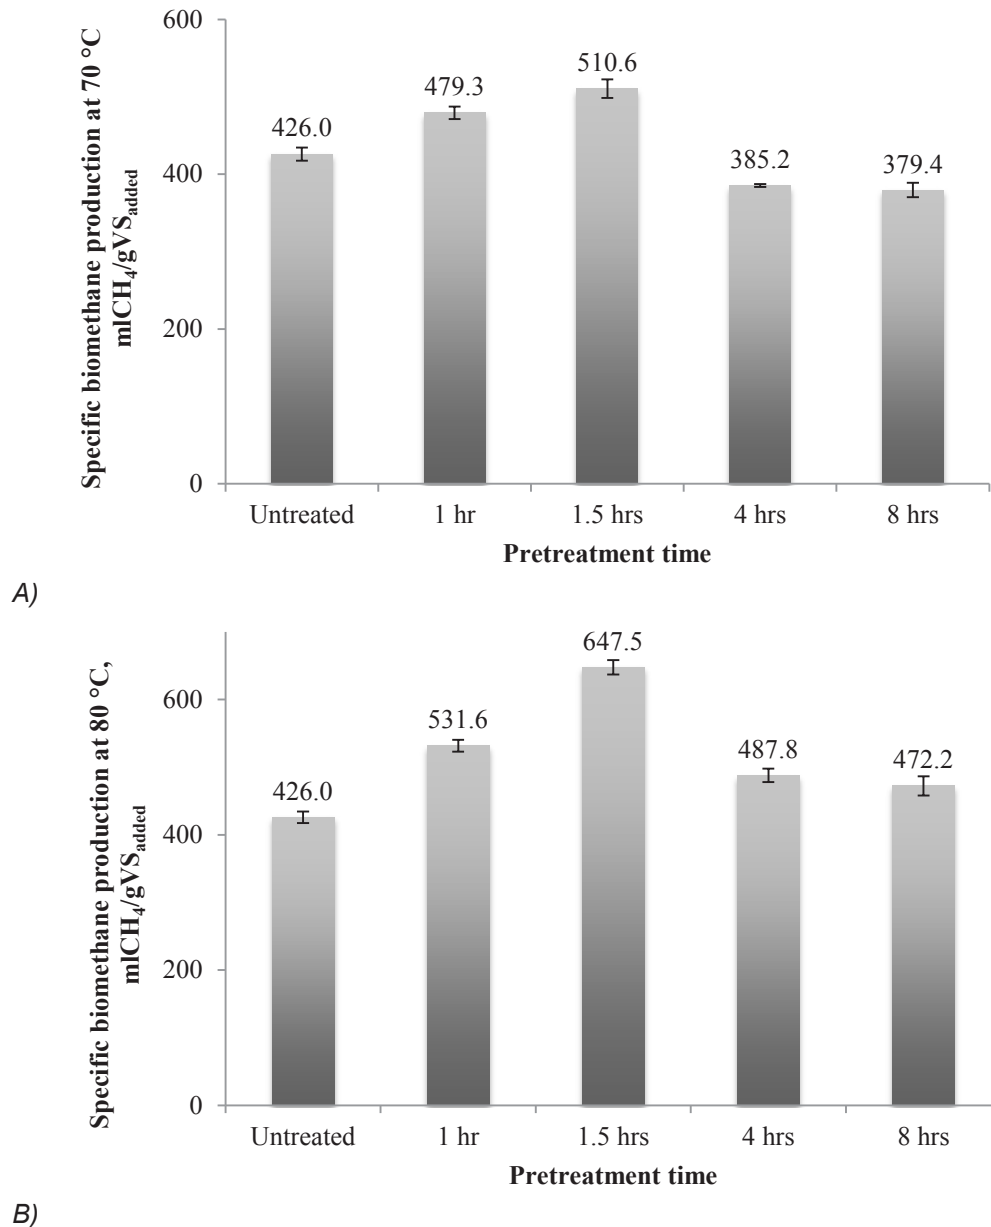 Specific biomethane production at 70 °C
mlCH₄/gVSadded
600
400
200
0
426.0
479.3
510.6
385.2
379.4
Untreated
1 hr
1.5 hrs
4 hrs
8 hrs
Pretreatment time
A)
Specific biomethane production at 80 °C,
mlCH₄/gVSadded
600
400
200
0
426.0
531.6
647.5
487.8
472.2
Untreated
1 hr
1.5 hrs
4 hrs
8 hrs
Pretreatment time
B)